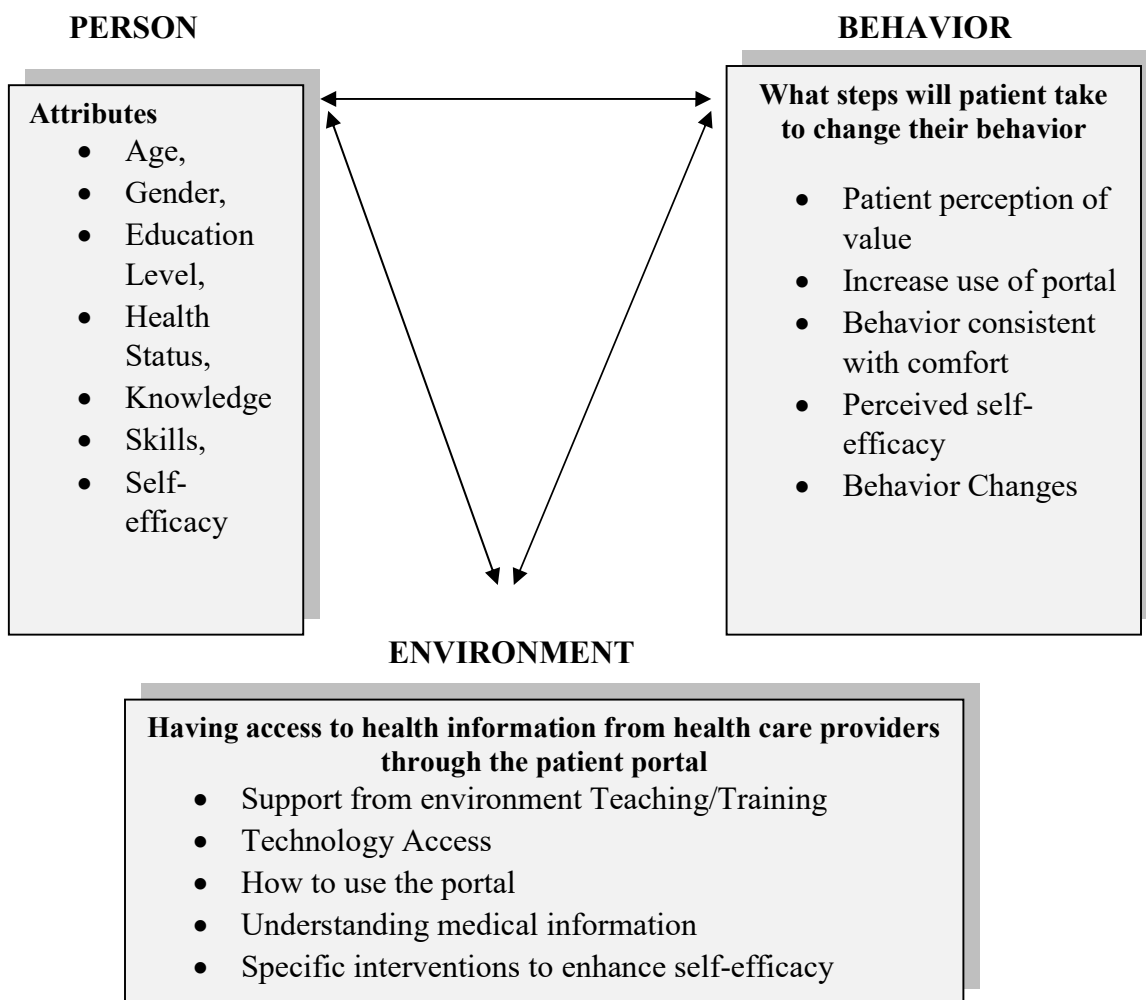 PERSON
BEHAVIOR
Attributes
• Age,
• Gender,
• Education
Level,
• Health
Status,
• Knowledge
• Skills,
• Self-
efficacy
What steps will patient take
to change their behavior
• Patient perception of
value
• Increase use of portal
• Behavior consistent
with comfort
• Perceived self-
efficacy
• Behavior Changes
ENVIRONMENT
Having access to health information from health care providers
through the patient portal
• Support from environment Teaching/Training
• Technology Access
• How to use the portal
• Understanding medical information
• Specific interventions to enhance self-efficacy